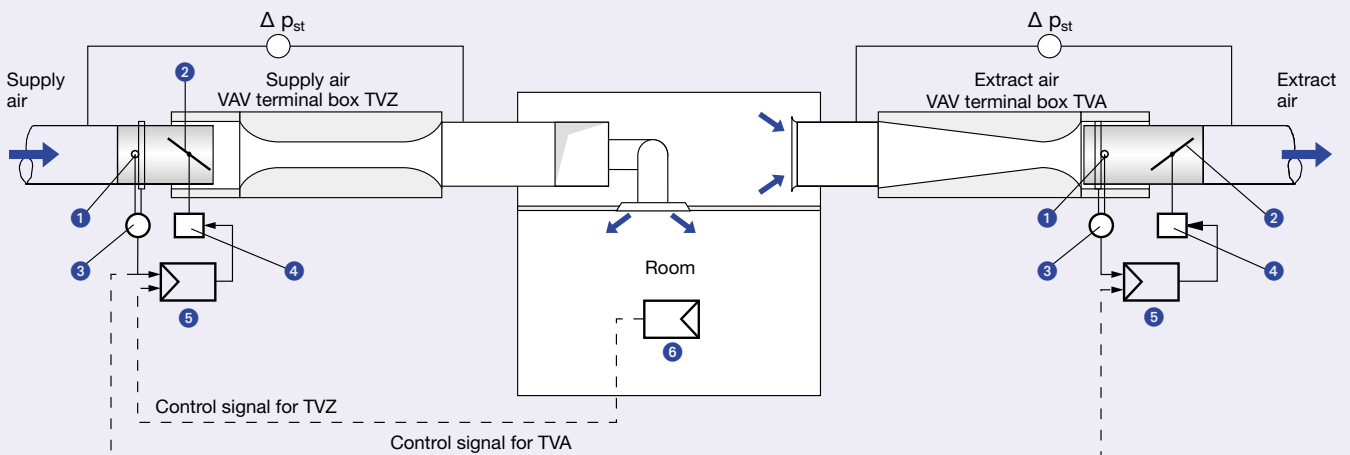 Δ pst
Δ pst
Supply
air
2
Supply air
VAV terminal box TVZ
Extract air
VAV terminal box TVA
Extract
air
1
3
4
5
Room
6
1
2
3
4
5
Control signal for TVZ
Control signal for TVA